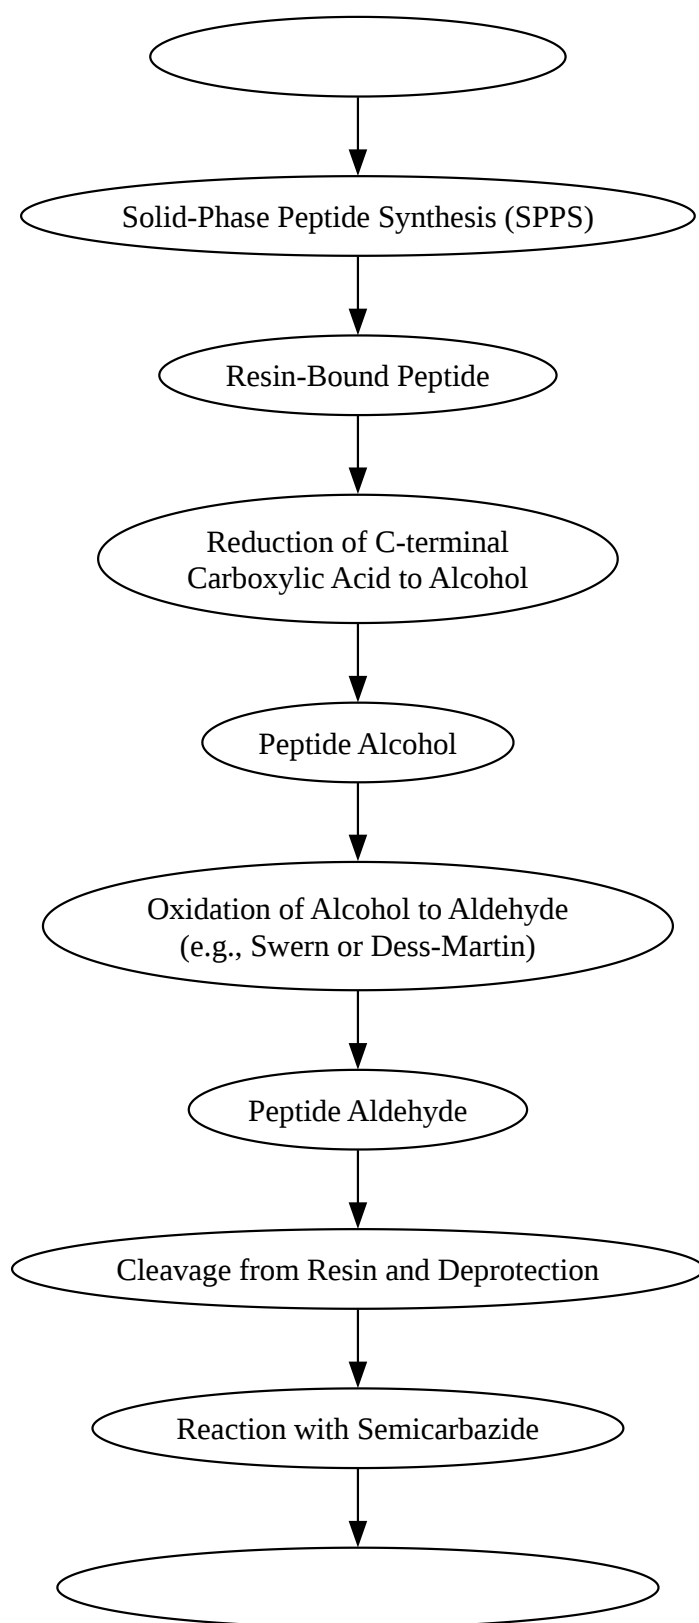 Solid-Phase Peptide Synthesis (SPPS)
Resin-Bound Peptide
Reduction of C-terminal
Carboxylic Acid to Alcohol
Peptide Alcohol
Oxidation of Alcohol to Aldehyde
(e.g., Swern or Dess-Martin)
Peptide Aldehyde
Cleavage from Resin and Deprotection
Reaction with Semicarbazide